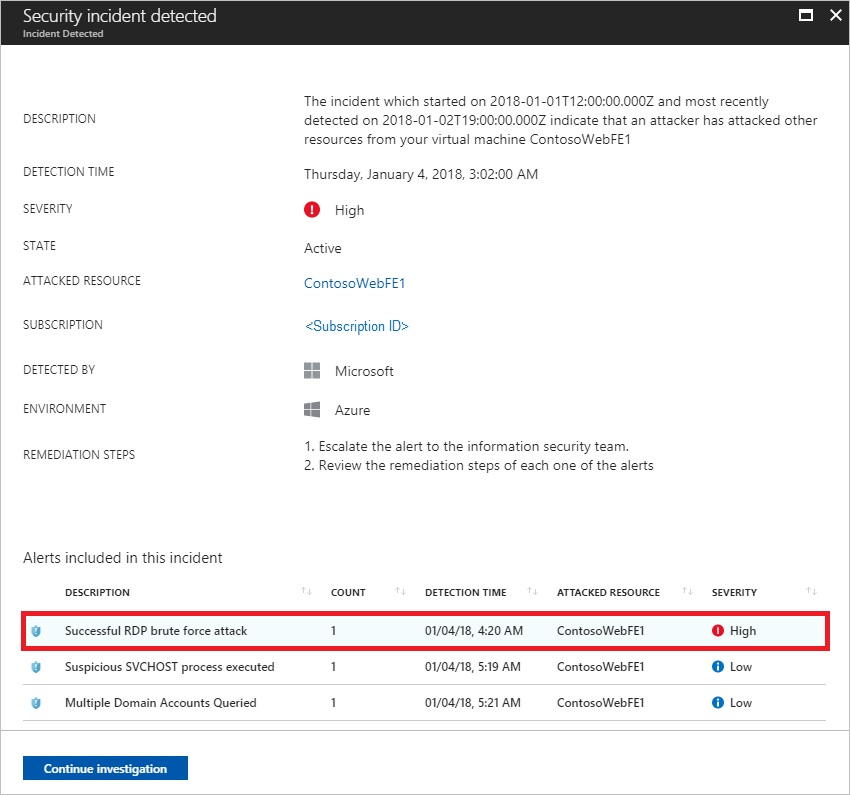 Security incident detected
Incident Detected
DESCRIPTION
The incident which started on 2018-01-01T12:00:00.000Z and most recently
detected on 2018-01-02T19:00:00.000Z indicate that an attacker has attacked other
resources from your virtual machine ContosoWebFE1
DETECTION TIME
Thursday, January 4, 2018, 3:02:00 AM
SEVERITY
High
STATE
Active
ATTACKED RESOURCE
ContosoWebFE1
SUBSCRIPTION
<Subscription ID>
DETECTED BY
Microsoft
ENVIRONMENT
Azure
REMEDIATION STEPS
1. Escalate the alert to the information security team.
2. Review the remediation steps of each one of the alerts
Alerts included in this incident
DESCRIPTION COUNT DETECTION TIME ATTACKED RESOURCE SEVERITY
Successful RDP brute force attack 1 01/04/18, 4:20 AM ContosoWebFE1 High
Suspicious SVCHOST process executed 1 01/04/18, 5:19 AM ContosoWebFE1 Low
Multiple Domain Accounts Queried 1 01/04/18, 5:21 AM ContosoWebFE1 Low
Continue investigation